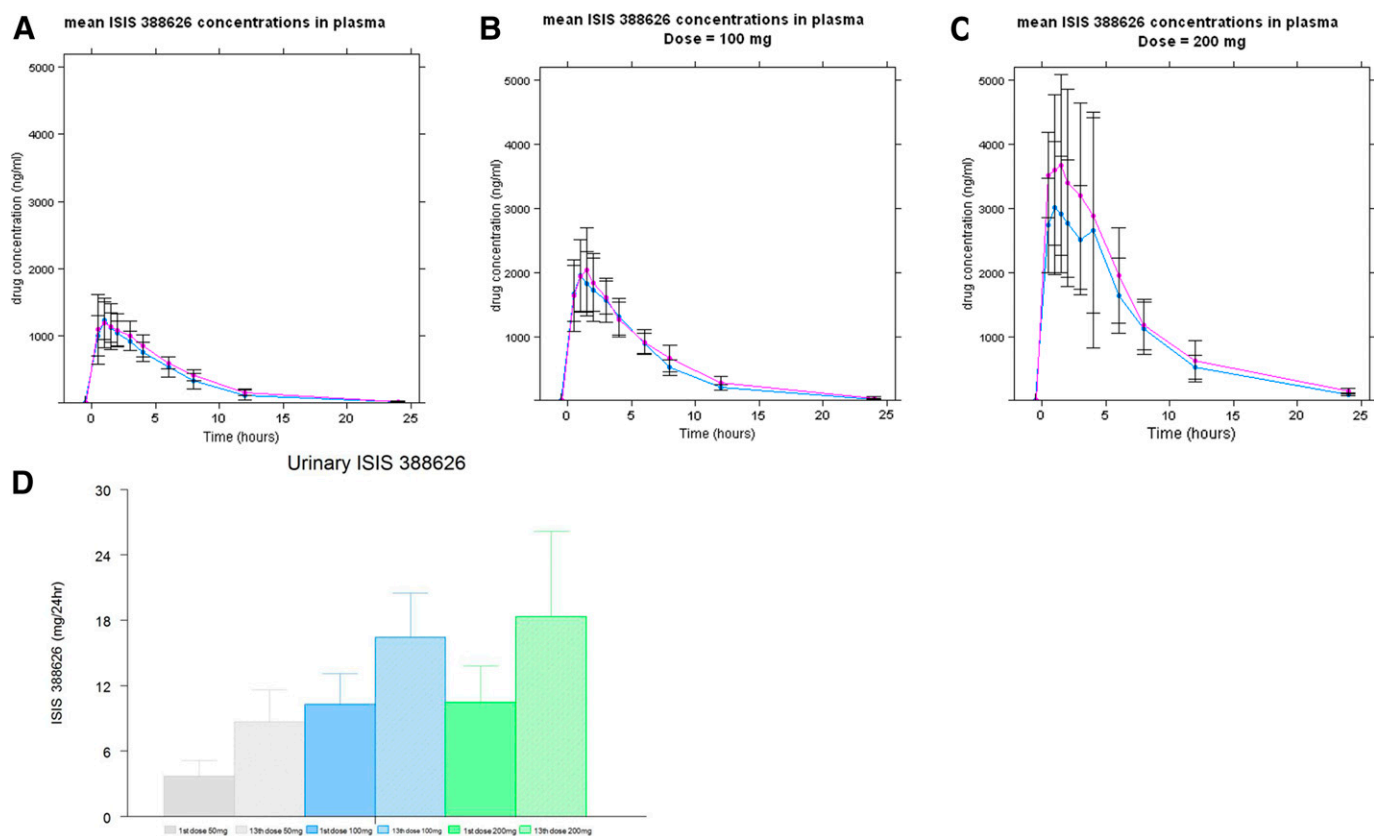 A
mean ISIS 388626 concentrations in plasma
5000
4000
3000
2000
1000
drug concentration (ng/ml)
0
5
10
15
20
25
Time (hours)
B
mean ISIS 388626 concentrations in plasma
Dose = 100 mg
5000
4000
3000
2000
1000
drug concentration (ng/ml)
0
5
10
15
20
25
Time (hours)
C
mean ISIS 388626 concentrations in plasma
Dose = 200 mg
5000
4000
3000
2000
1000
drug concentration (ng/ml)
0
5
10
15
20
25
Time (hours)
D
Urinary ISIS 388626
30
24
18
12
6
0
ISIS 388626 (mg/24hr)
1st dose 50mg 13th dose 50mg 1st dose 100mg 13th dose 100mg 1st dose 200mg 13th dose 200mg